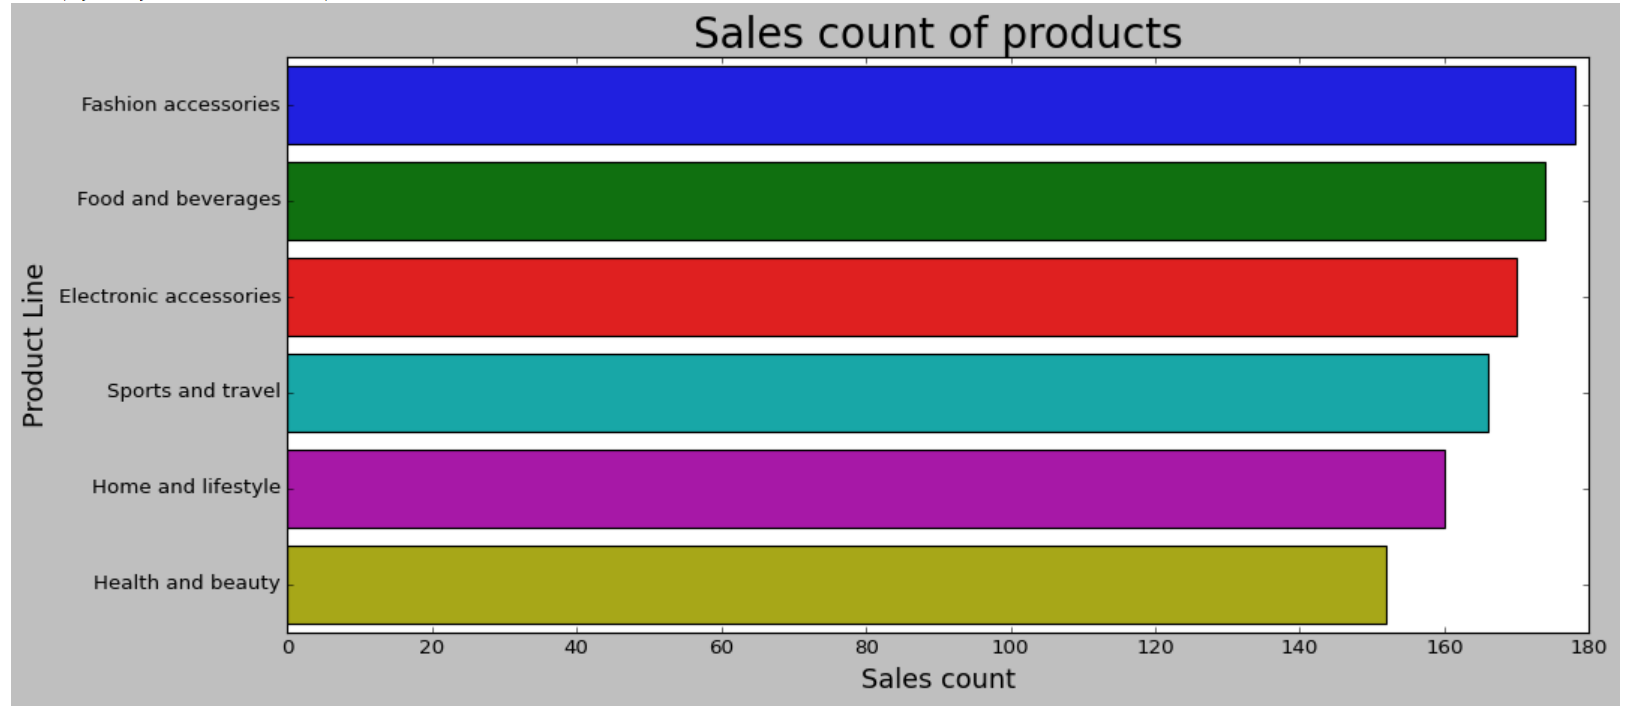 Sales count of products
Fashion accessories
Food and beverages
Electronic accessories
Sports and travel
Home and lifestyle
Health and beauty
Product Line
0 20 40 60 80 100 120 140 160 180
Sales count